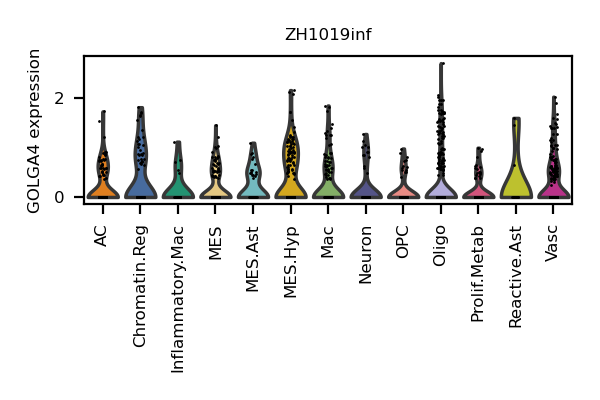 ZH1019inf
GOLGA4 expression
2
0
AC
Chromatin.Reg
Inflammatory.Mac
MES
MES.Ast
MES.Hyp
Mac
Neuron
OPC
Oligo
Prolif.Metab
Reactive.Ast
Vasc